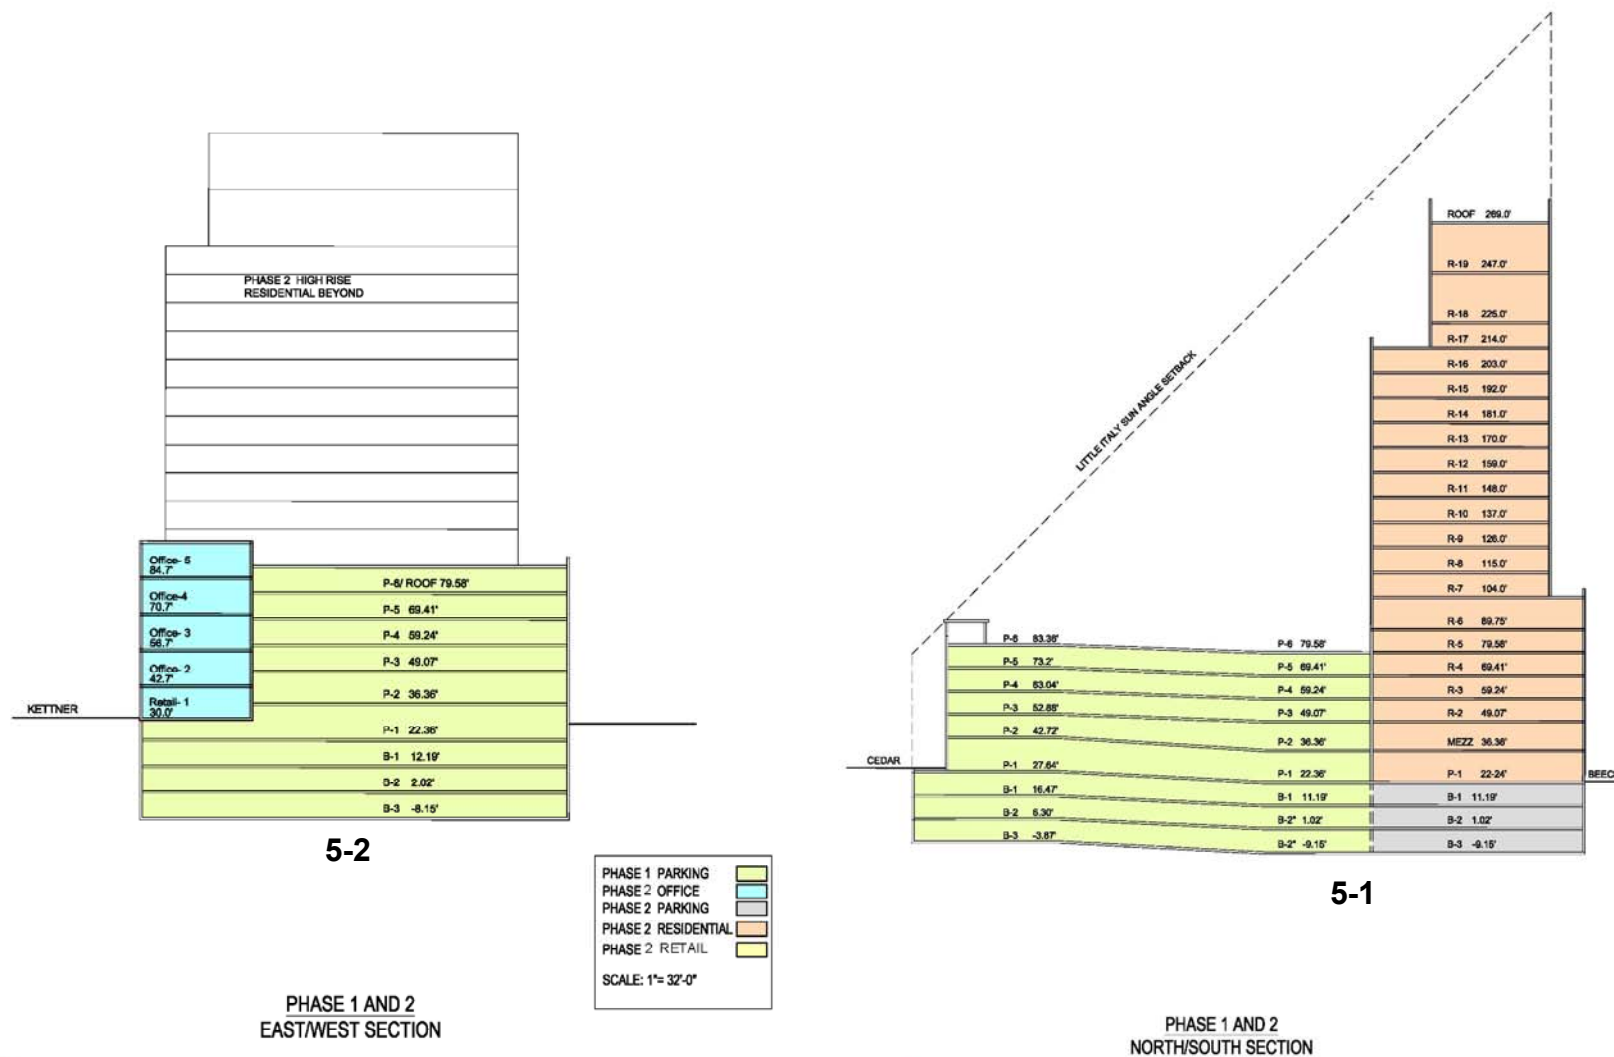 PHASE 2 HIGH RISE
RESIDENTIAL BEYOND
Office- 5
84.7'
Office-4
70.7'
Office- 3
56.7'
Office- 2
42.7'
Retail- 1
30.0'
KETTNER
P-6/ ROOF 79.58'
P-5 69.41'
P-4 59.24'
P-3 49.07'
P-2 36.36'
P-1 22.36'
B-1 12.19'
B-2 2.02'
B-3 -8.15'
5-2
PHASE 1 PARKING
PHASE 2 OFFICE
PHASE 2 PARKING
PHASE 2 RESIDENTIAL
PHASE 2 RETAIL
SCALE: 1"= 32'-0"
PHASE 1 AND 2
EAST/WEST SECTION
LITTLE ITALY SUN ANGLE SETBACK
ROOF 269.0'
R-19 247.0'
R-18 225.0'
R-17 214.0'
R-16 203.0'
R-15 192.0'
R-14 181.0'
R-13 170.0'
R-12 159.0'
R-11 148.0'
R-10 137.0'
R-9 126.0'
R-8 115.0'
R-7 104.0'
R-6 89.75'
R-5 79.58'
R-4 69.41'
R-3 59.24'
R-2 49.07'
MEZZ 36.36'
P-1 22-24'
B-1 11.19'
B-2 1.02'
B-3 -9.15'
BEEC
CEDAR
P-6 83.38'
P-5 73.2'
P-4 63.04'
P-3 52.88'
P-2 42.72'
P-1 27.64'
B-1 16.47'
B-2 6.30'
B-3 -3.87'
P-6 79.58'
P-5 69.41'
P-4 59.24'
P-3 49.07'
P-2 36.36'
P-1 22.36'
B-1 11.19'
B-2" 1.02'
B-2" -9.15'
5-1
PHASE 1 AND 2
NORTH/SOUTH SECTION